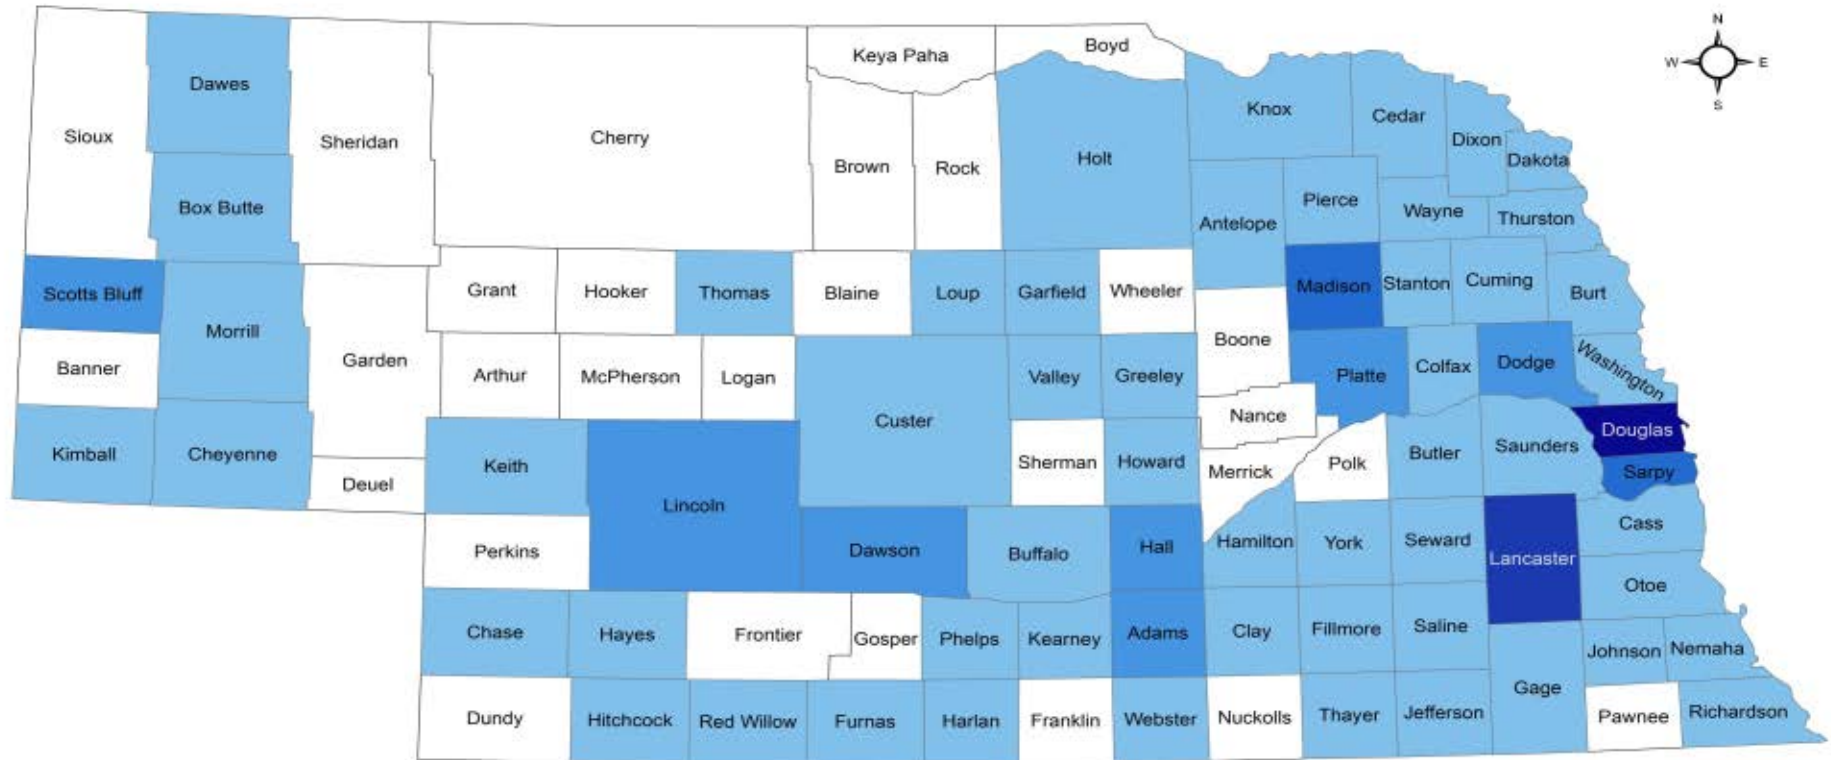 N
W E
S
Keya Paha
Boyd
Dawes
Sioux
Sheridan
Cherry
Brown
Rock
Holt
Knox
Cedar
Dixon
Dakota
Box Butte
Antelope
Pierce
Wayne
Thurston
Scotts Bluff
Morrill
Grant
Hooker
Thomas
Blaine
Loup
Garfield
Wheeler
Madison
Stanton
Cuming
Burt
Banner
Garden
Arthur
McPherson
Logan
Custer
Valley
Greeley
Boone
Platte
Colfax
Dodge
Washington
Nance
Kimball
Cheyenne
Deuel
Keith
Lincoln
Sherman
Howard
Merrick
Polk
Butler
Saunders
Douglas
Sarpy
Perkins
Dawson
Buffalo
Hall
Hamilton
York
Seward
Lancaster
Cass
Otoe
Chase
Hayes
Frontier
Gosper
Phelps
Kearney
Adams
Clay
Fillmore
Saline
Johnson
Nemaha
Gage
Dundy
Hitchcock
Red Willow
Furnas
Harlan
Franklin
Webster
Nuckolls
Thayer
Jefferson
Pawnee
Richardson